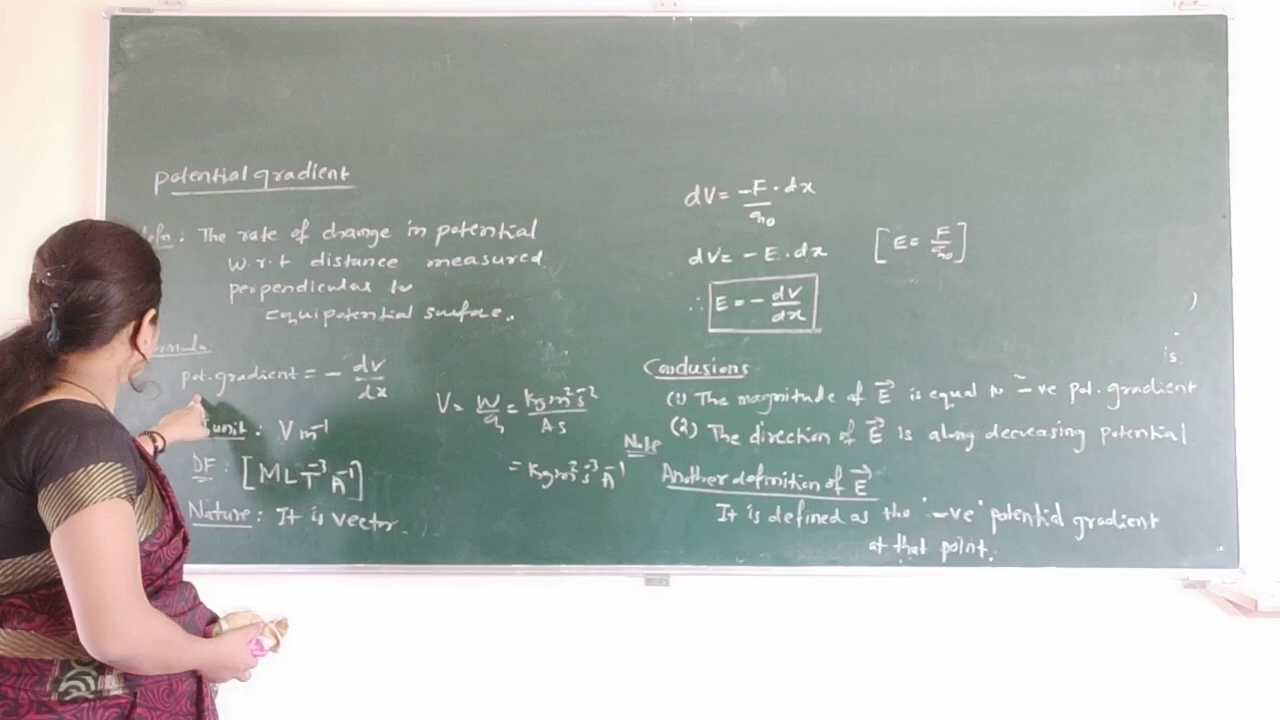 potential gradient
: The rate of change in potential
w.r.t distance measured
perpendicular to
equipotential surface.
pot. gradient = - dV/dx
unit : V m⁻¹
DF : [M L T⁻³ A⁻¹]
Nature : It is vector.
V = W/q = kg m² s⁻²/A s
= kg m² s⁻³ A⁻¹
dV = -F/q₀ . dx
dV = - E . dx [E = F/q₀]
∴ E = - dV/dx
)
is
Conclusions
(1) The magnitude of E⃗ is equal to -ve pot. gradient
(2) The direction of E⃗ is along decreasing potential
Note
Another definition of E⃗
It is defined as the '-ve' potential gradient
at that point.